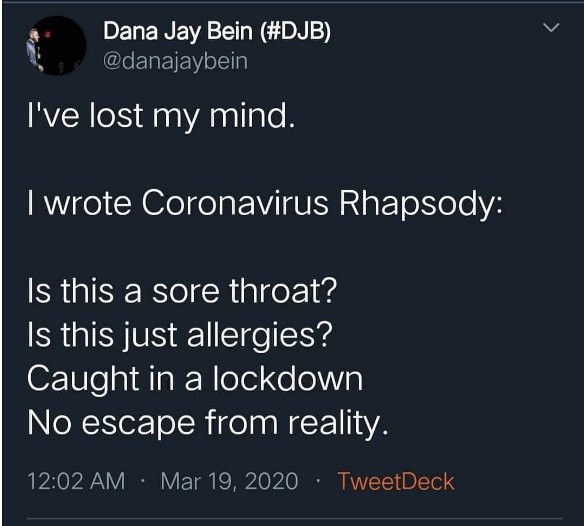 Dana Jay Bein (#DJB)
@danajaybein
I've lost my mind.
I wrote Coronavirus Rhapsody:
Is this a sore throat?
Is this just allergies?
Caught in a lockdown
No escape from reality.
12:02 AM · Mar 19, 2020 · TweetDeck